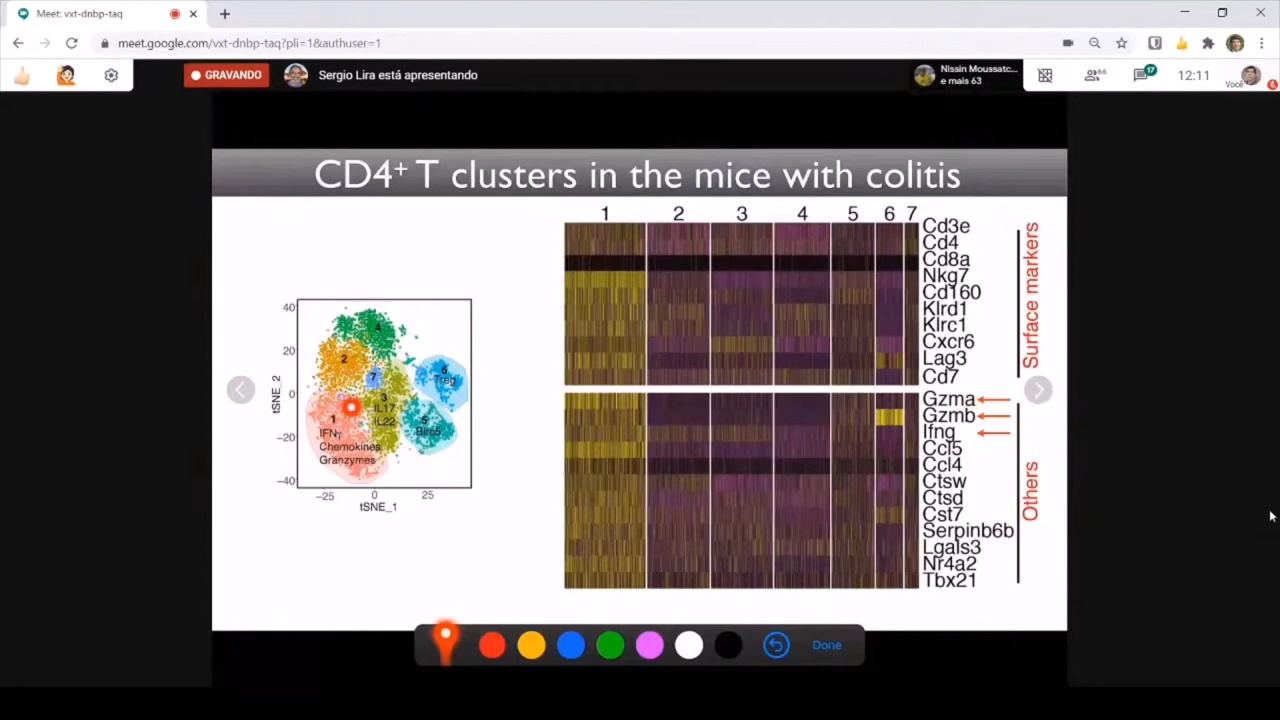 Meet: vxt-dnbp-taq
meet.google.com/vxt-dnbp-taq?pli=1&authuser=1
GRAVANDO
Sergio Lira está apresentando
Nissin Moussatc...
e mais 63
66
17
12:11
Você
CD4+ T clusters in the mice with colitis
1 2 3 4 5 6 7
Cd3e
Cd4
Cd8a
Nkg7
Cd160
Klrd1
Klrc1
Cxcr6
Lag3
Cd7
Surface markers
Gzma
Gzmb
Ifng
Ccl5
Ccl4
Ctsw
Ctsd
Cst7
Serpinb6b
Lgals3
Nr4a2
Tbx21
Others
40
20
0
−20
−40
tSNE_2
−25 0 25
tSNE_1
4
2
7
6
Treg
3
IL17
IL22
5
Birc5
1
IFNγ
Chemokines
Granzymes
Done